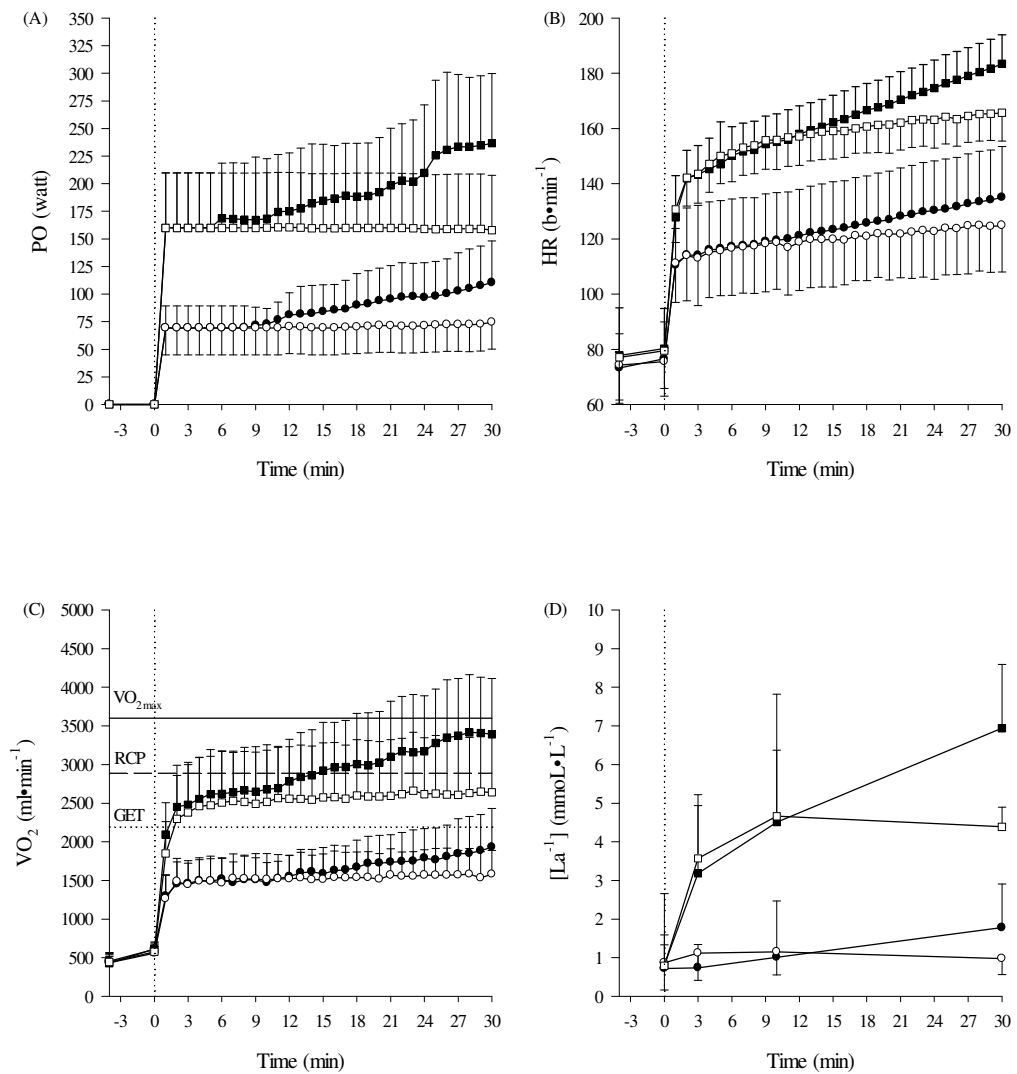 (A)
PO (watt)
350
325
300
275
250
225
200
175
150
125
100
75
50
25
0
-3 0 3 6 9 12 15 18 21 24 27 30
Time (min)
(B)
HR (b•min⁻¹)
200
180
160
140
120
100
80
60
-3 0 3 6 9 12 15 18 21 24 27 30
Time (min)
(C)
VO₂ (ml•min⁻¹)
5000
4500
4000
3500
3000
2500
2000
1500
1000
500
0
VO₂max
RCP
GET
-3 0 3 6 9 12 15 18 21 24 27 30
Time (min)
(D)
[La⁻¹] (mmoL•L⁻¹)
10
9
8
7
6
5
4
3
2
1
0
-3 0 3 6 9 12 15 18 21 24 27 30
Time (min)